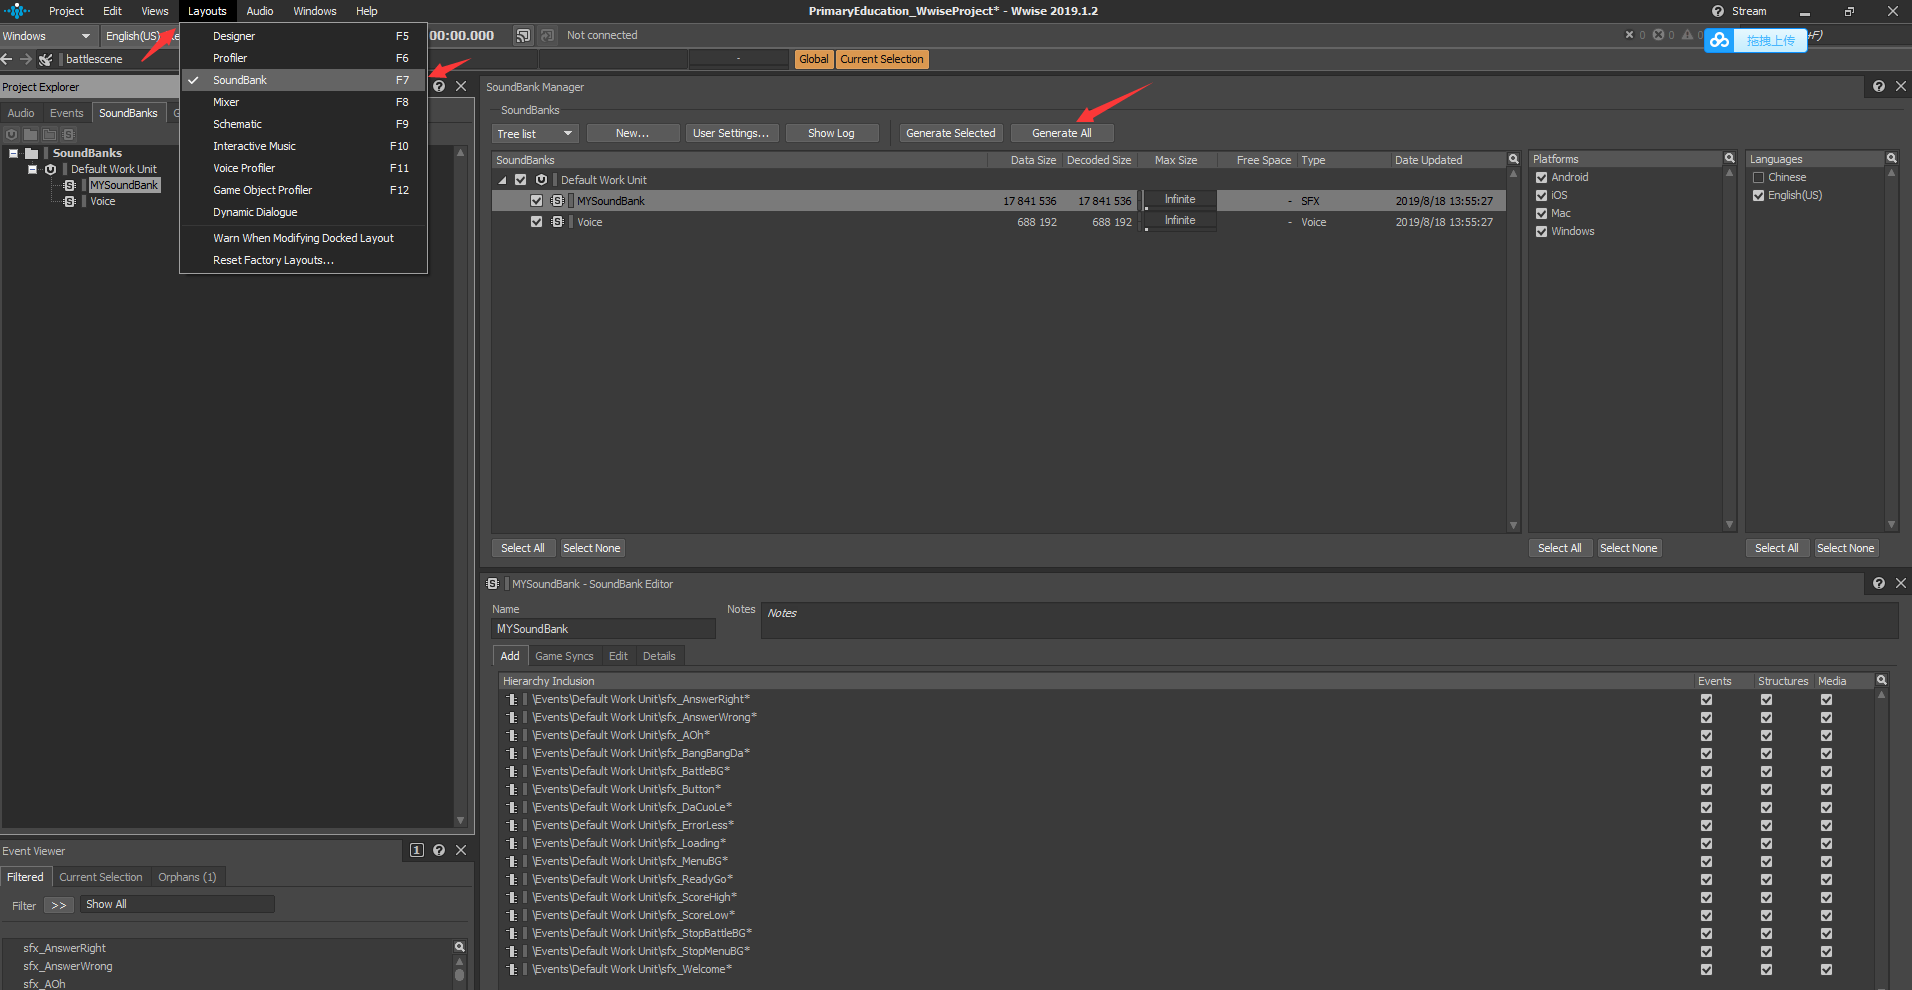 Project Edit Views Layouts Audio Windows Help PrimaryEducation_WwiseProject* - Wwise 2019.1.2 Stream
Windows English(US) 00:00.000 Not connected 0 0 0 +F)
拖拽上传
battlescene - Global Current Selection
Designer F5
Profiler F6
SoundBank F7
Mixer F8
Schematic F9
Interactive Music F10
Voice Profiler F11
Game Object Profiler F12
Dynamic Dialogue
Warn When Modifying Docked Layout
Reset Factory Layouts...
Project Explorer
Audio Events SoundBanks G
SoundBanks
Default Work Unit
MYSoundBank
Voice
SoundBank Manager
SoundBanks
Tree list New... User Settings... Show Log Generate Selected Generate All
SoundBanks Data Size Decoded Size Max Size Free Space Type Date Updated
Default Work Unit
MYSoundBank 17 841 536 17 841 536 Infinite - SFX 2019/8/18 13:55:27
Voice 688 192 688 192 Infinite - Voice 2019/8/18 13:55:27
Select All Select None
Platforms
Android
iOS
Mac
Windows
Select All Select None
Languages
Chinese
English(US)
Select All Select None
MYSoundBank - SoundBank Editor
Name Notes Notes
MYSoundBank
Add Game Syncs Edit Details
Hierarchy Inclusion Events Structures Media
\Events\Default Work Unit\sfx_AnswerRight*
\Events\Default Work Unit\sfx_AnswerWrong*
\Events\Default Work Unit\sfx_AOh*
\Events\Default Work Unit\sfx_BangBangDa*
\Events\Default Work Unit\sfx_BattleBG*
\Events\Default Work Unit\sfx_Button*
\Events\Default Work Unit\sfx_DaCuoLe*
\Events\Default Work Unit\sfx_ErrorLess*
\Events\Default Work Unit\sfx_Loading*
\Events\Default Work Unit\sfx_MenuBG*
\Events\Default Work Unit\sfx_ReadyGo*
\Events\Default Work Unit\sfx_ScoreHigh*
\Events\Default Work Unit\sfx_ScoreLow*
\Events\Default Work Unit\sfx_StopBattleBG*
\Events\Default Work Unit\sfx_StopMenuBG*
\Events\Default Work Unit\sfx_Welcome*
Event Viewer 1
Filtered Current Selection Orphans (1)
Filter >> Show All
sfx_AnswerRight
sfx_AnswerWrong
sfx_AOh